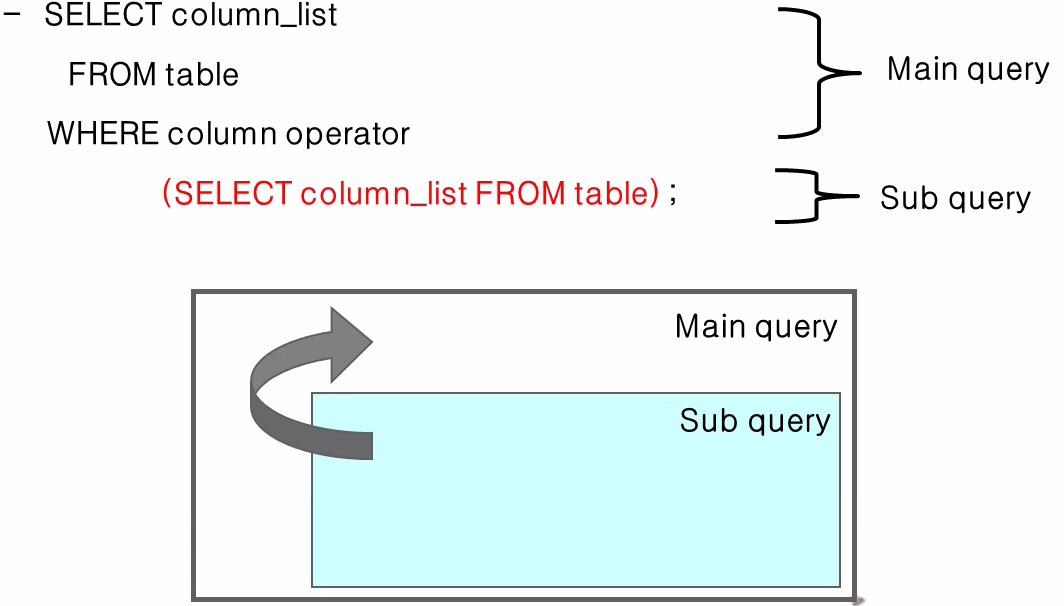 - SELECT column_list
FROM table
Main query
WHERE column operator
(SELECT column_list FROM table) ;
Sub query
Main query
Sub query